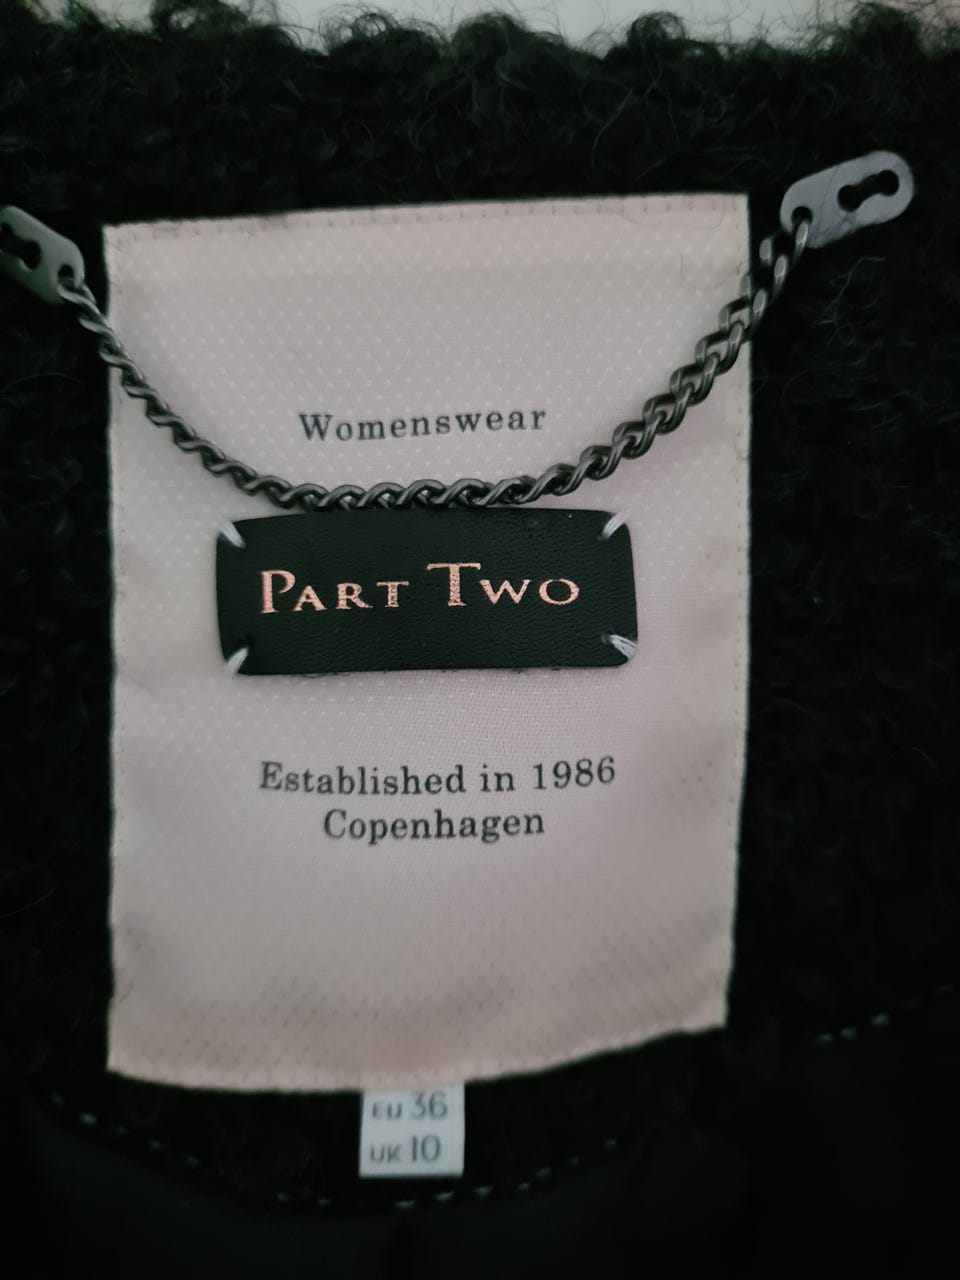 Womenswear
PART TWO
Established in 1986
Copenhagen
EU 36
UK 10